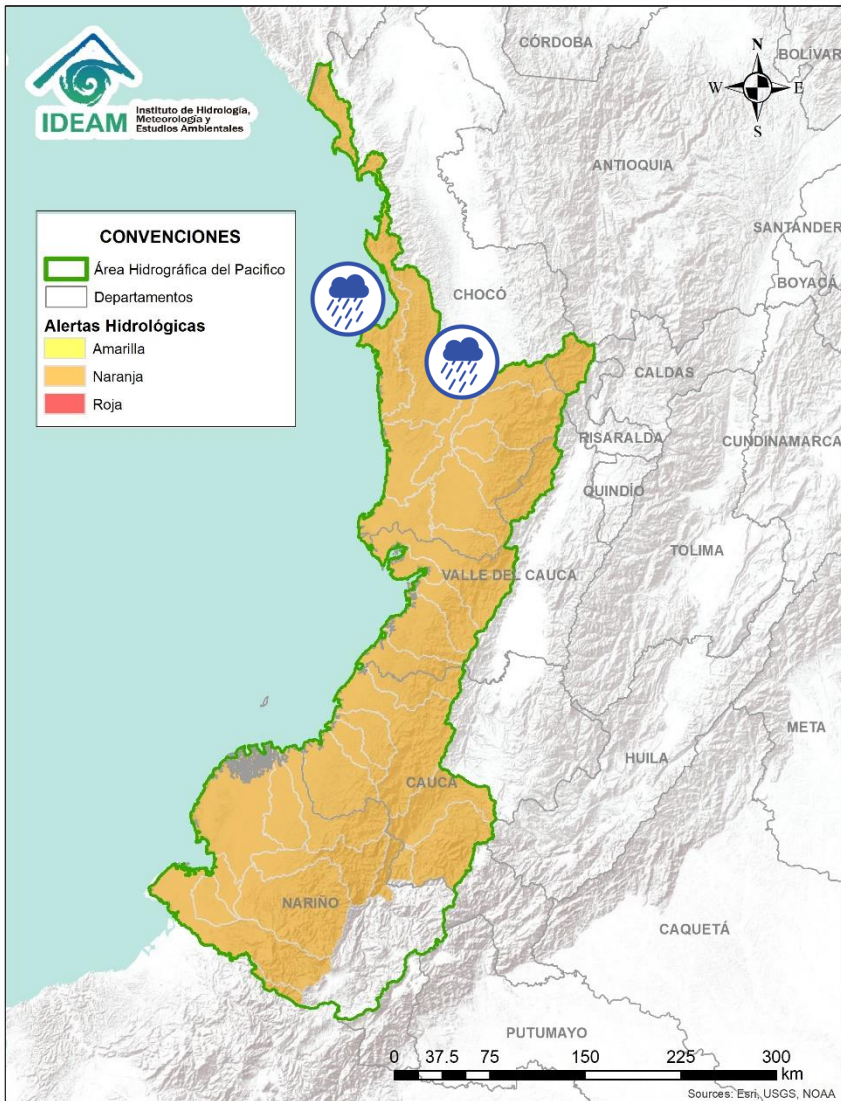 IDEAM
Instituto de Hidrología,
Meteorología y
Estudios Ambientales
CÓRDOBA
BOLÍVAR
N
W
E
S
ANTIOQUIA
SANTANDER
BOYACÁ
CONVENCIONES
Área Hidrográfica del Pacifico
Departamentos
Alertas Hidrológicas
Amarilla
Naranja
Roja
CHOCÓ
CALDAS
RISARALDA
CUNDINAMARCA
QUINDÍO
TOLIMA
VALLE DEL CAUCA
META
HUILA
CAUCA
NARIÑO
CAQUETÁ
PUTUMAYO
0 37.5 75 150 225 300
km
Sources: Esri, USGS, NOAA